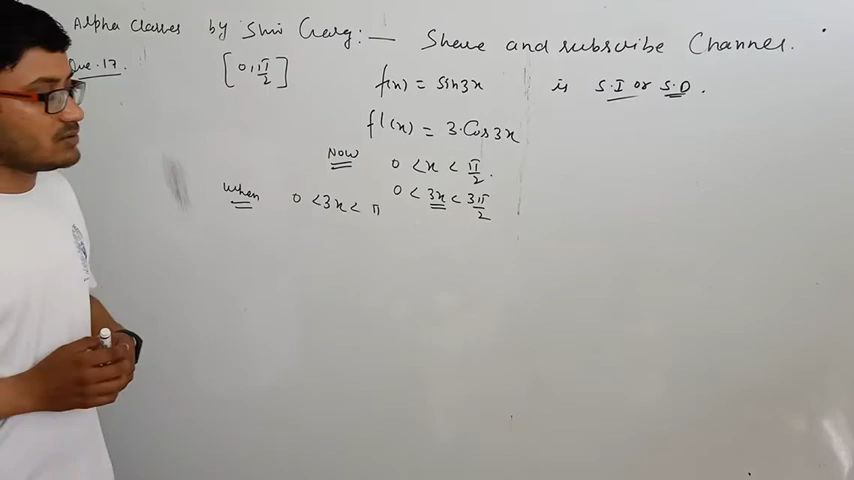 Alpha Classes by Shiv Garg :— Share and subscribe Channel.
Que. 17. [0, π/2] f(x) = sin3x is S.I or S.D.
f'(x) = 3.Cos3x
Now 0 < x < π/2.
0 < 3x < 3π/2
When 0 < 3x < π